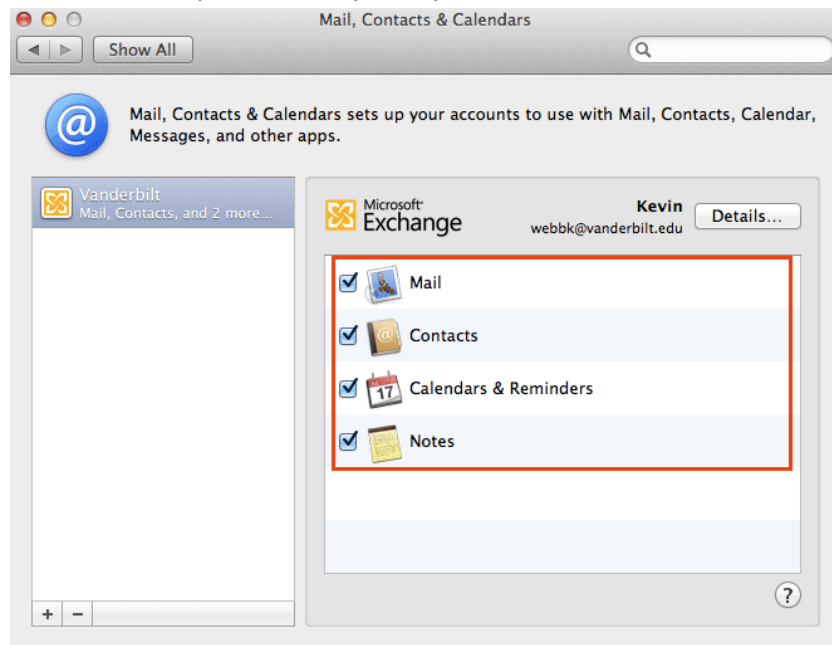 Mail, Contacts & Calendars
Show All
Mail, Contacts & Calendars sets up your accounts to use with Mail, Contacts, Calendar,
Messages, and other apps.
Vanderbilt
Mail, Contacts, and 2 more...
Microsoft
Exchange
Kevin
webbk@vanderbilt.edu
Details...
Mail
Contacts
17
Calendars & Reminders
Notes
+ −
?